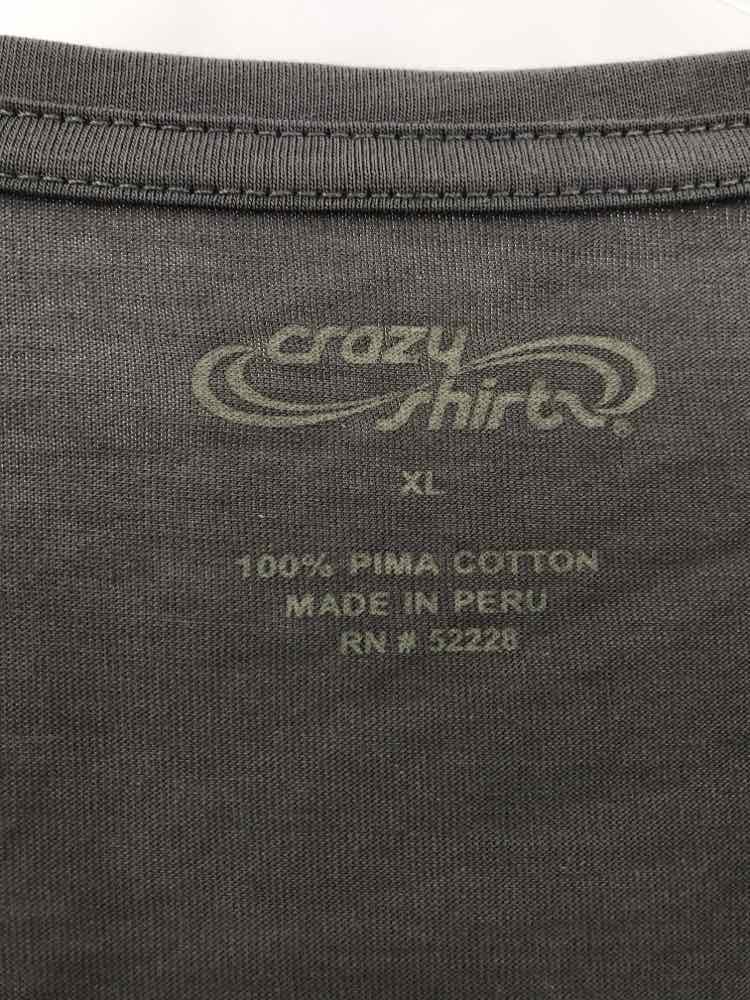 crazy
shirts®
XL
100% PIMA COTTON
MADE IN PERU
RN # 52228